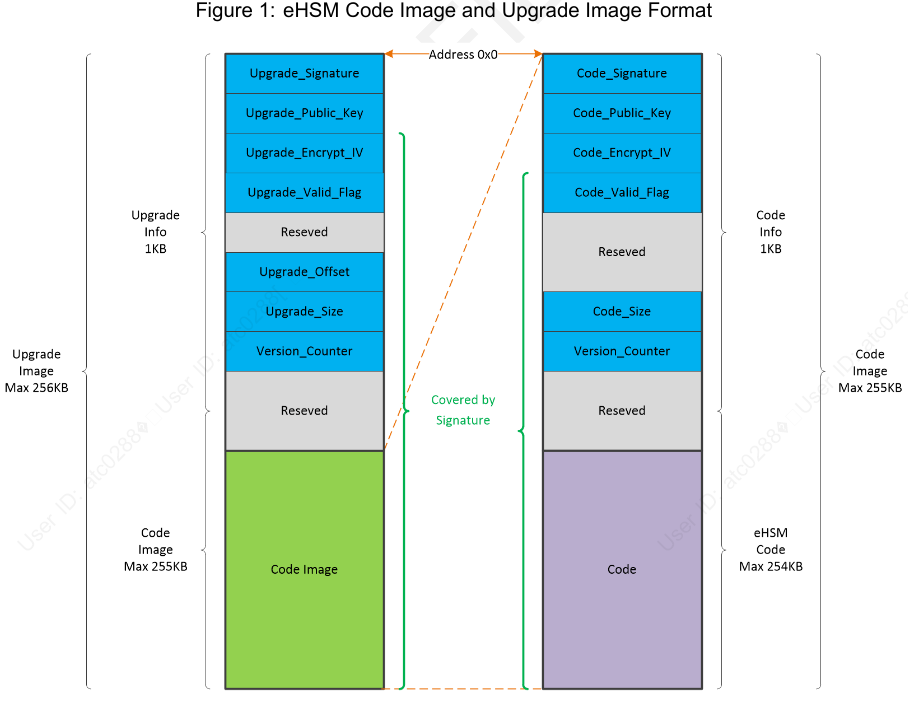 Figure 1: eHSM Code Image and Upgrade Image Format
Address 0x0
Upgrade_Signature
Upgrade_Public_Key
Upgrade_Encrypt_IV
Upgrade_Valid_Flag
Reseved
Upgrade_Offset
Upgrade_Size
Version_Counter
Reseved
Code Image
Upgrade
Info
1KB
Upgrade
Image
Max 256KB
Code
Image
Max 255KB
Covered by
Signature
Code_Signature
Code_Public_Key
Code_Encrypt_IV
Code_Valid_Flag
Reseved
Code_Size
Version_Counter
Reseved
Code
Code
Info
1KB
Code
Image
Max 255KB
eHSM
Code
Max 254KB
User ID: atc0288�
User ID: atc0288
User ID: atc0288�
User ID: atc0288